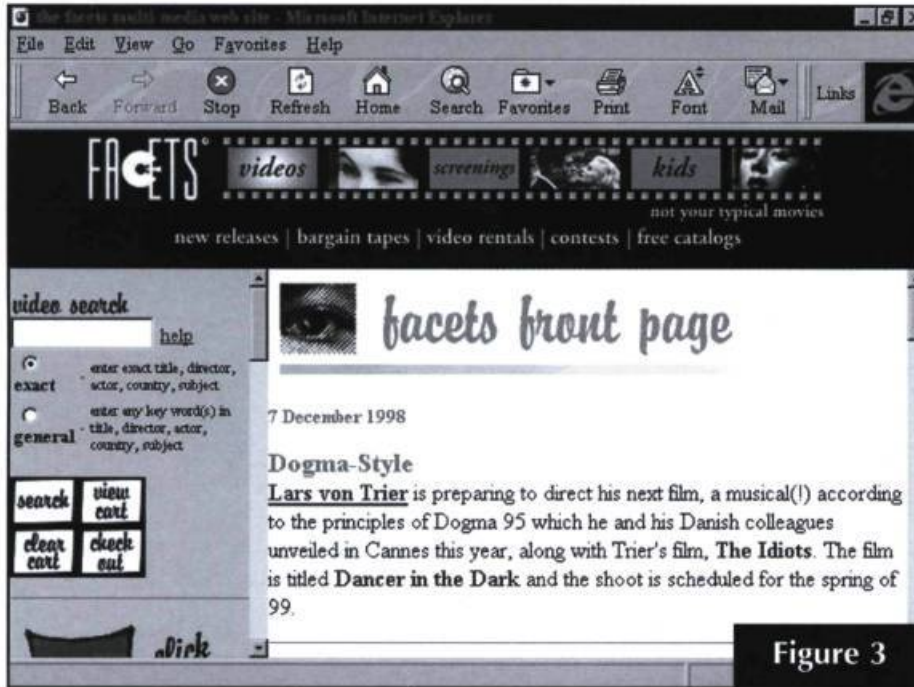 the facets multi-media web site - Microsoft Internet Explorer
File Edit View Go Favorites Help
Back Forward Stop Refresh Home Search Favorites Print Font Mail Links
FACETS videos screenings kids
not your typical movies
new releases | bargain tapes | video rentals | contests | free catalogs
video search
help
exact - enter exact title, director,
actor, country, subject
general - enter any key word(s) in
title, director, actor,
country, subject
search view cart
clear cart check out
click
facets front page
7 December 1998
Dogma-Style
Lars von Trier is preparing to direct his next film, a musical(!) according
to the principles of Dogma 95 which he and his Danish colleagues
unveiled in Cannes this year, along with Trier's film, The Idiots. The film
is titled Dancer in the Dark and the shoot is scheduled for the spring of
99.
Figure 3